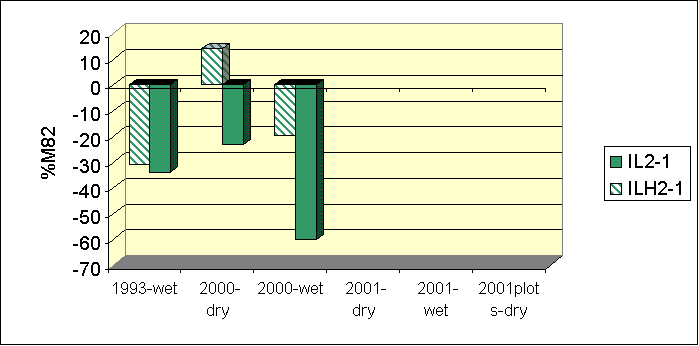 20
10
0
-10
-20
-30
-40
-50
-60
-70
%M82
1993-wet
2000-
dry
2000-wet
2001-
dry
2001-
wet
2001plot
s-dry
IL2-1
ILH2-1